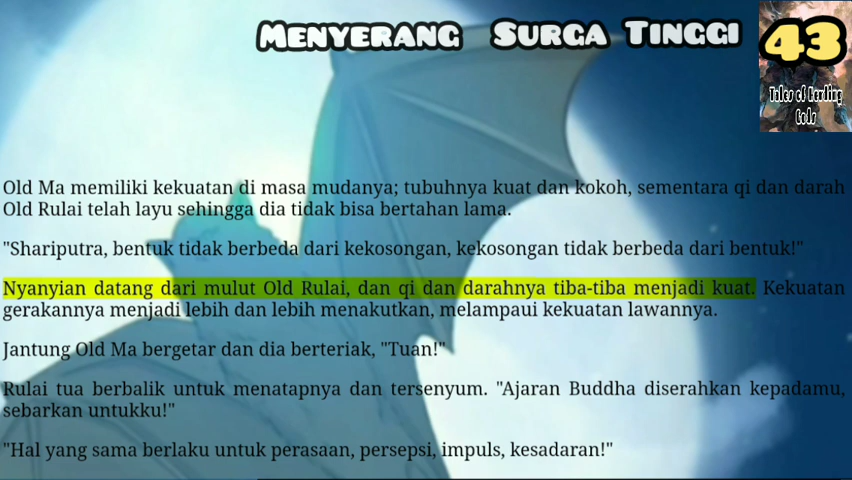 MENYERANG SURGA TINGGI
43
Tales of Herding
Gods
Old Ma memiliki kekuatan di masa mudanya; tubuhnya kuat dan kokoh, sementara qi dan darah
Old Rulai telah layu sehingga dia tidak bisa bertahan lama.
"Shariputra, bentuk tidak berbeda dari kekosongan, kekosongan tidak berbeda dari bentuk!"
Nyanyian datang dari mulut Old Rulai, dan qi dan darahnya tiba-tiba menjadi kuat. Kekuatan
gerakannya menjadi lebih dan lebih menakutkan, melampaui kekuatan lawannya.
Jantung Old Ma bergetar dan dia berteriak, "Tuan!"
Rulai tua berbalik untuk menatapnya dan tersenyum. "Ajaran Buddha diserahkan kepadamu,
sebarkan untukku!"
"Hal yang sama berlaku untuk perasaan, persepsi, impuls, kesadaran!"